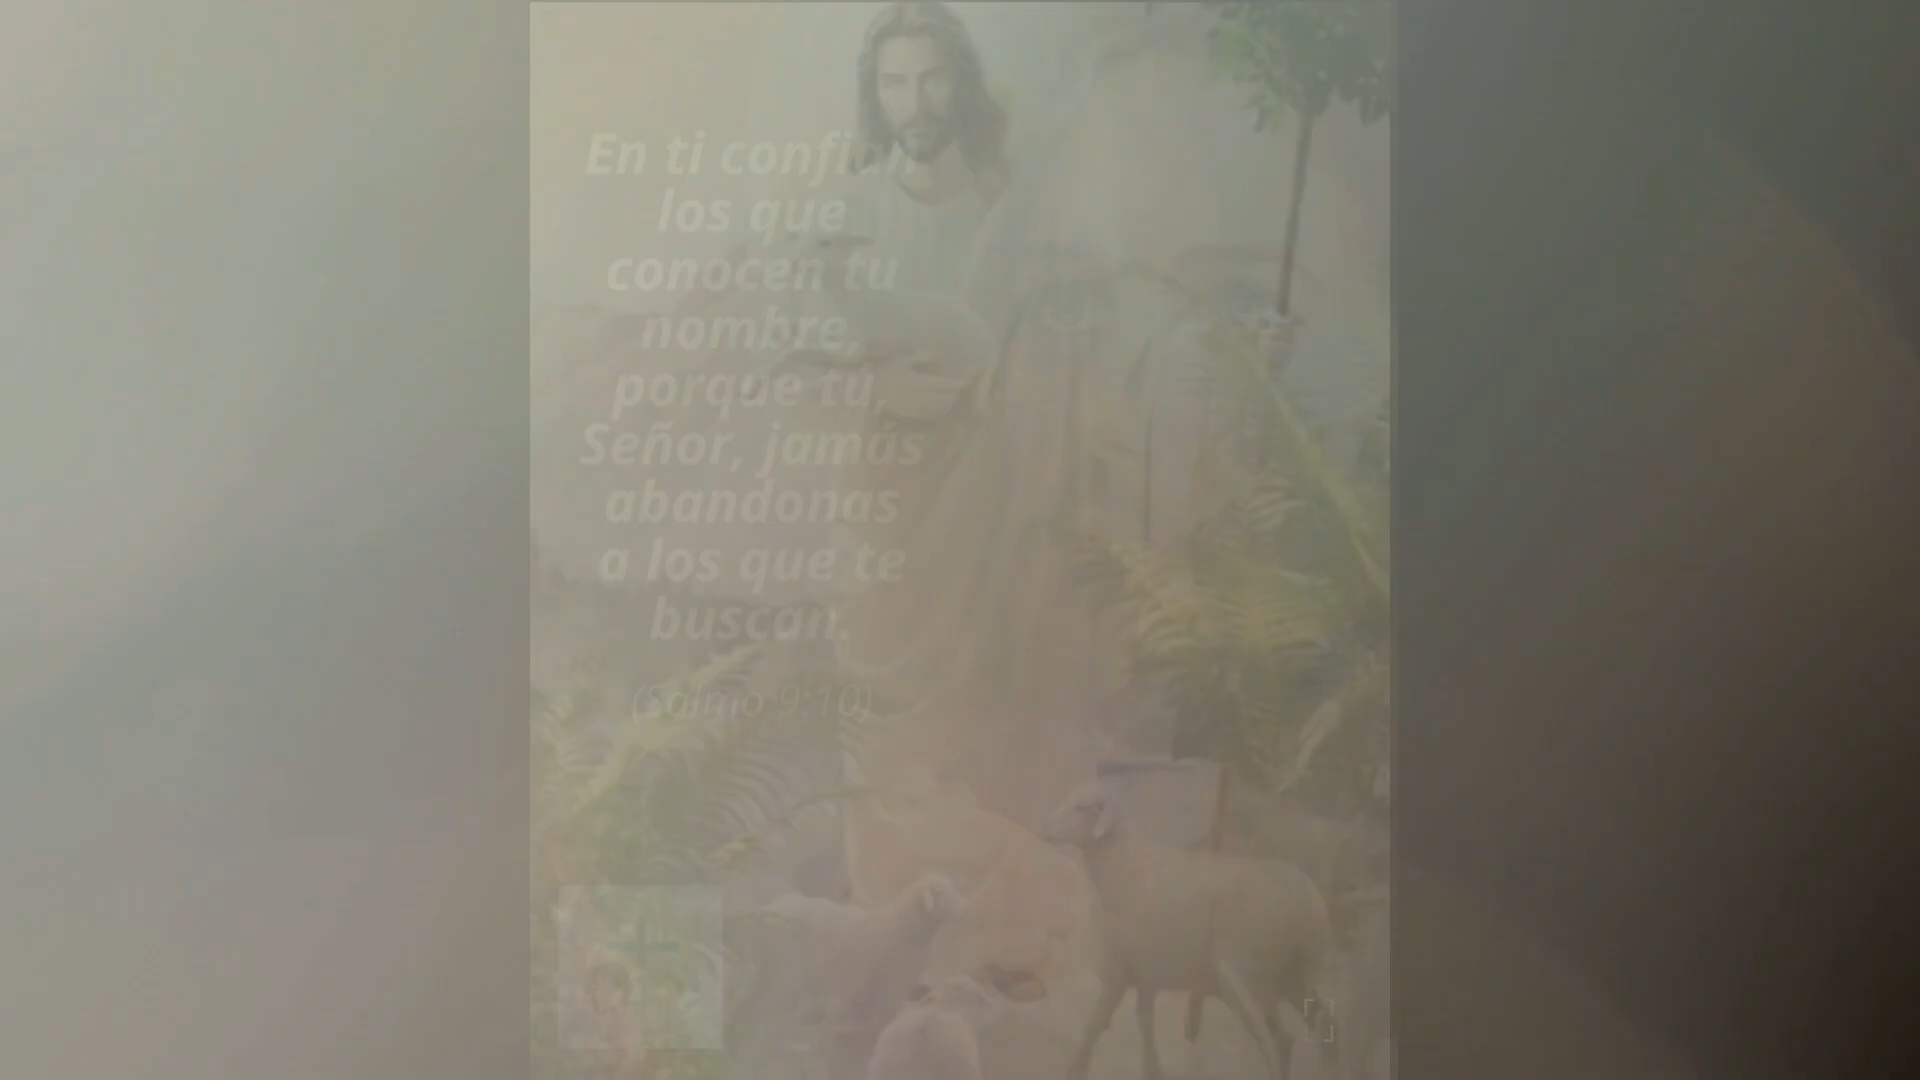 En ti confían
los que
conocen tu
nombre,
porque tú,
Señor, jamás
abandonas
a los que te
buscan.
(Salmo 9:10)